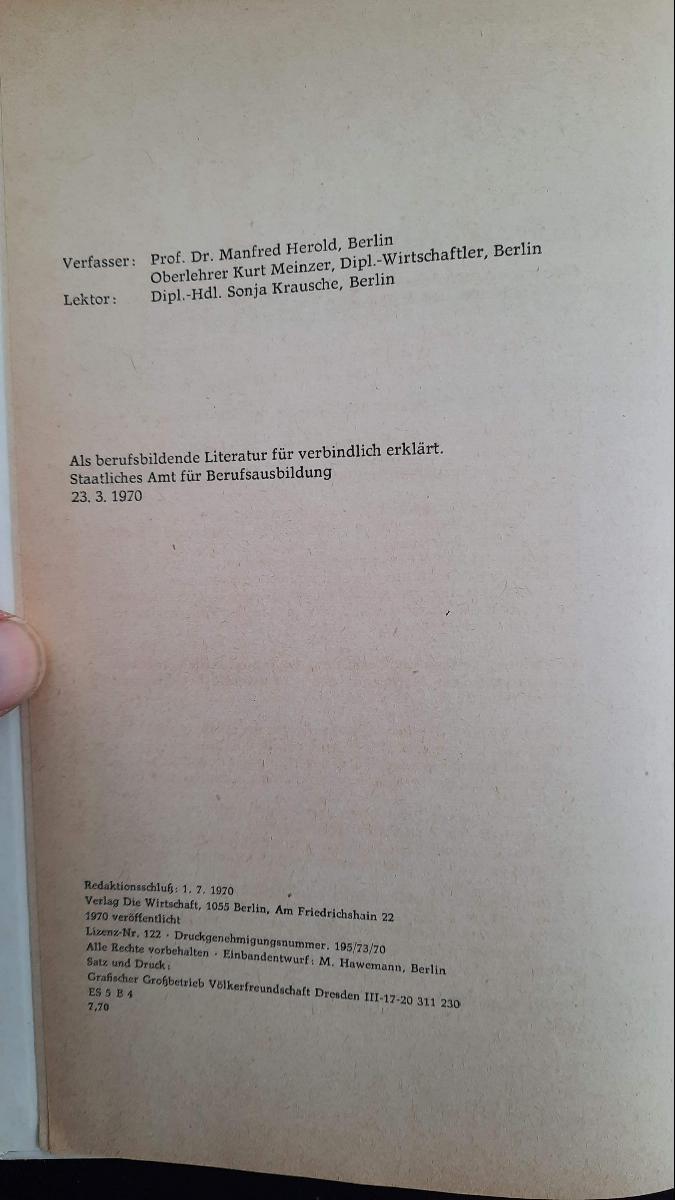 Verfasser: Prof. Dr. Manfred Herold, Berlin
Oberlehrer Kurt Meinzer, Dipl.-Wirtschaftler, Berlin
Lektor: Dipl.-Hdl. Sonja Krausche, Berlin
Als berufsbildende Literatur für verbindlich erklärt.
Staatliches Amt für Berufsausbildung
23. 3. 1970
Redaktionsschluß: 1. 7. 1970
Verlag Die Wirtschaft, 1055 Berlin, Am Friedrichshain 22
1970 veröffentlicht
Lizenz-Nr. 122 · Druckgenehmigungsnummer. 195/73/70
Alle Rechte vorbehalten · Einbandentwurf: M. Hawemann, Berlin
Satz und Druck:
Grafischer Großbetrieb Völkerfreundschaft Dresden III-17-20 311 230
ES 5 B 4
7,70